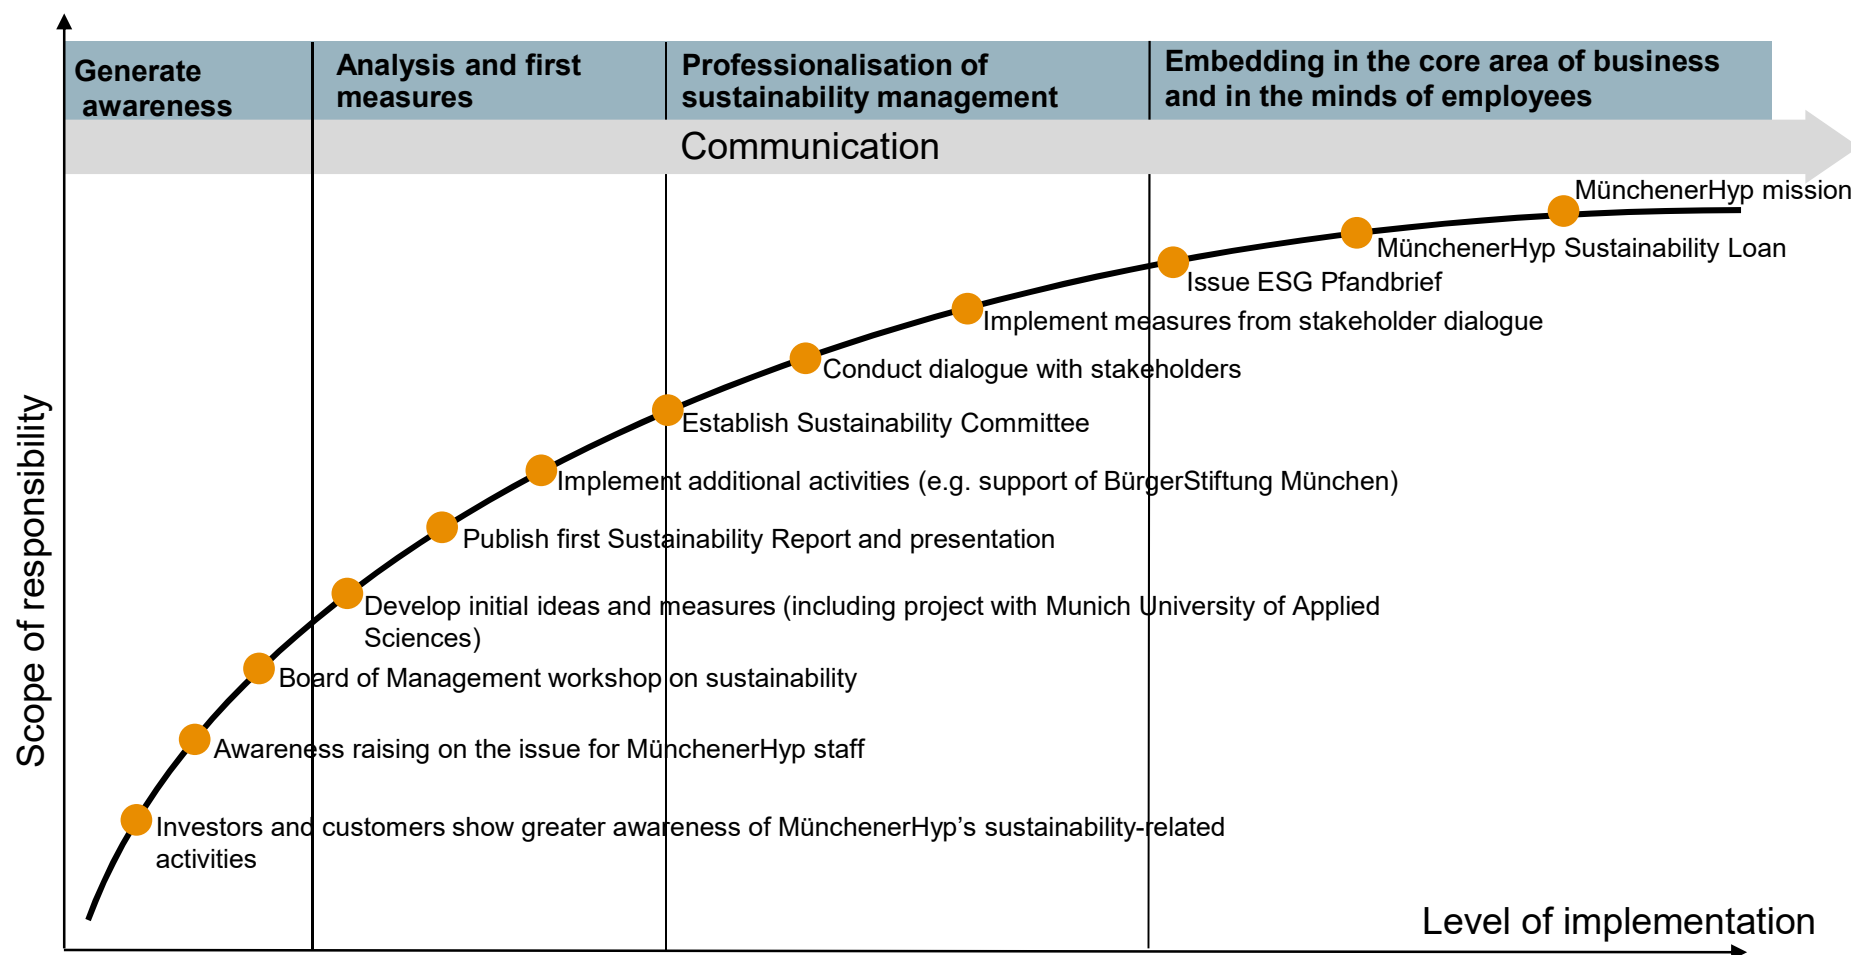 Generate
awareness
Analysis and first
measures
Professionalisation of
sustainability management
Embedding in the core area of business
and in the minds of employees
Communication
MünchenerHyp mission
MünchenerHyp Sustainability Loan
Issue ESG Pfandbrief
Implement measures from stakeholder dialogue
Conduct dialogue with stakeholders
Establish Sustainability Committee
Implement additional activities (e.g. support of BürgerStiftung München)
Publish first Sustainability Report and presentation
Develop initial ideas and measures (including project with Munich University of Applied
Sciences)
Board of Management workshop on sustainability
Awareness raising on the issue for MünchenerHyp staff
Investors and customers show greater awareness of MünchenerHyp’s sustainability-related
activities
Scope of responsibility
Level of implementation